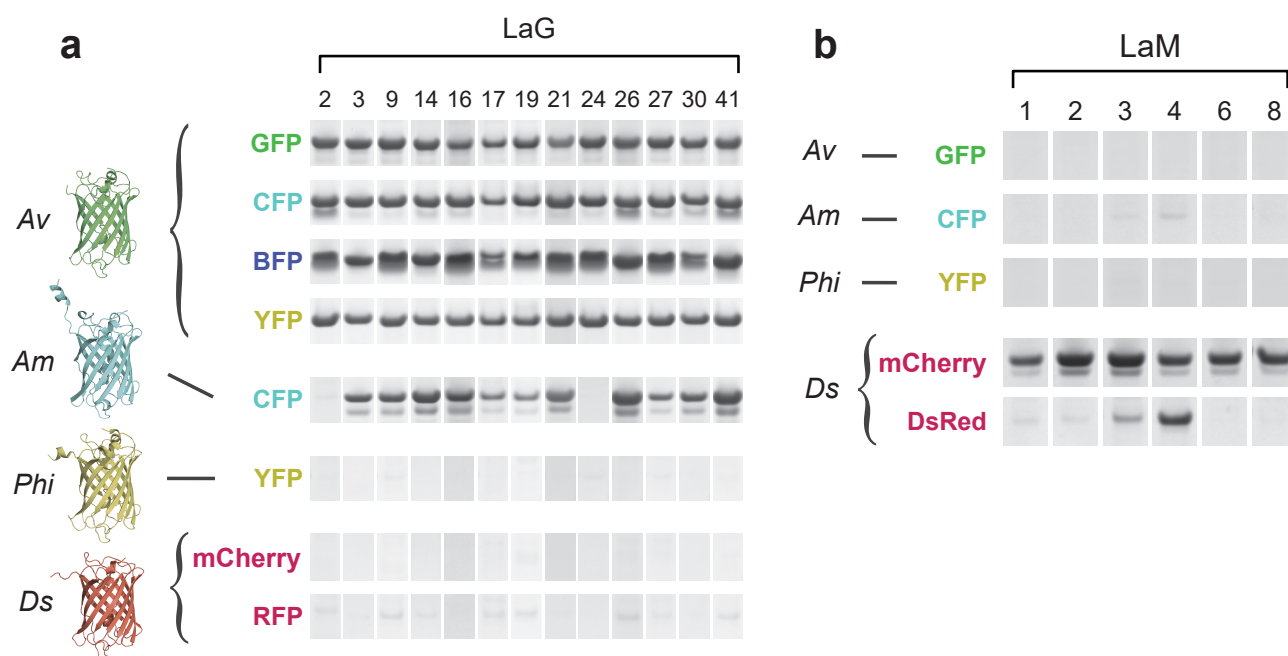 a
LaG
2 3 9 14 16 17 19 21 24 26 27 30 41
Av
GFP
CFP
BFP
YFP
Am
CFP
Phi
YFP
Ds
mCherry
RFP
b
LaM
1 2 3 4 6 8
Av GFP
Am CFP
Phi YFP
Ds
mCherry
DsRed